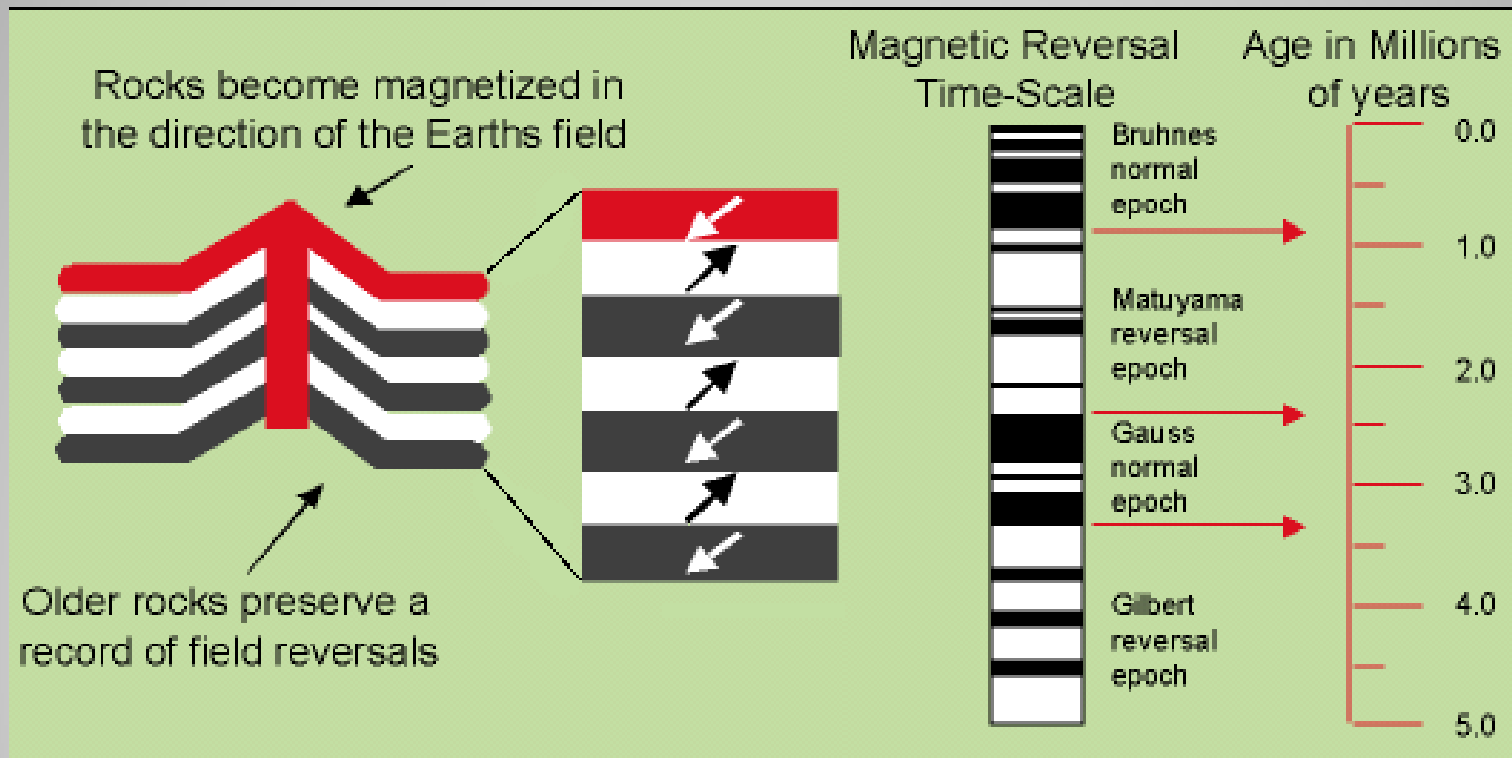 Rocks become magnetized in
the direction of the Earths field
Older rocks preserve a
record of field reversals
Magnetic Reversal
Time-Scale
Bruhnes
normal
epoch
Matuyama
reversal
epoch
Gauss
normal
epoch
Gilbert
reversal
epoch
Age in Millions
of years
0.0
1.0
2.0
3.0
4.0
5.0